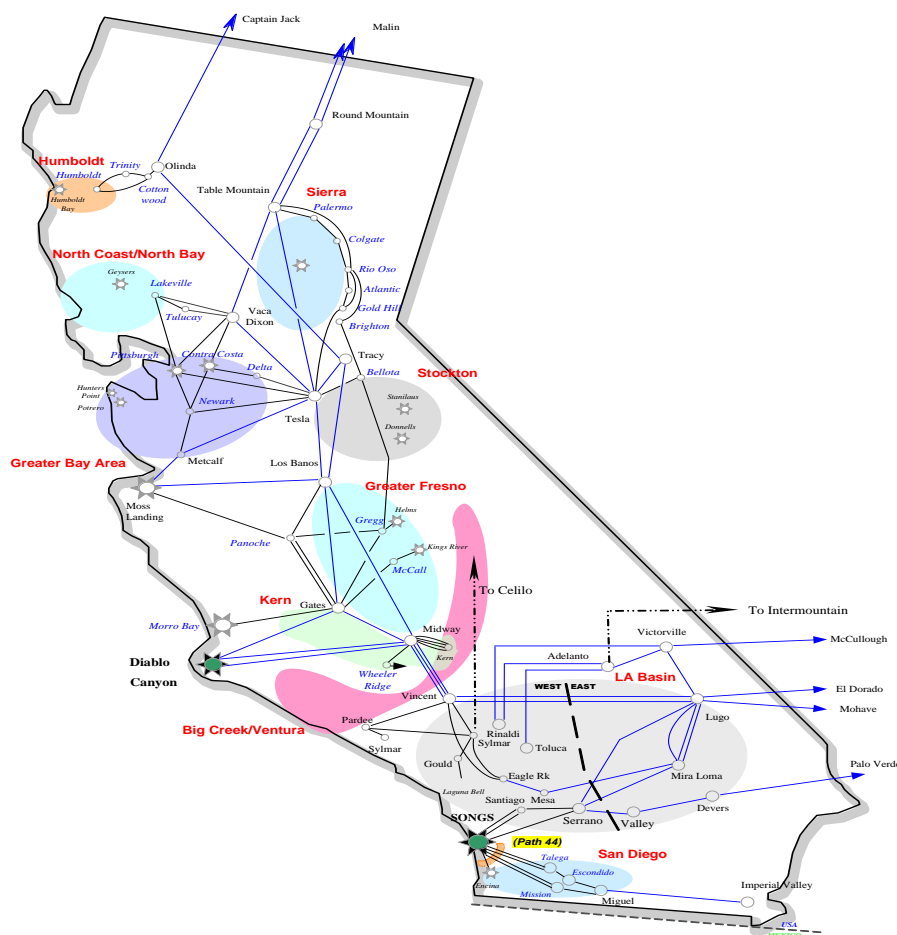 Captain Jack
Malin
Round Mountain
Humboldt
Trinity
Olinda
Humboldt
Cotton
wood
Humboldt
Bay
Table Mountain
Sierra
Palermo
Colgate
North Coast/North Bay
Geysers
Rio Oso
Lakeville
Atlantic
Tulucay
Vaca
Dixon
Gold Hill
Brighton
Pittsburgh
Contra Costa
Tracy
Delta
Bellota
Stockton
Hunters
Point
Potrero
Newark
Stanilaus
Tesla
Donnells
Greater Bay Area
Metcalf
Los Banos
Greater Fresno
Moss
Landing
Helms
Gregg
Panoche
Kings River
McCall
To Celilo
Kern
Gates
To Intermountain
Morro Bay
Midway
Victorville
McCullough
Diablo
Canyon
Kern
Adelanto
Wheeler
Ridge
LA Basin
WEST
EAST
Vincent
El Dorado
Mohave
Big Creek/Ventura
Pardee
Rinaldi
Lugo
Sylmar
Sylmar
Toluca
Gould
Palo Verde
Eagle Rk
Mira Loma
Laguna Bell
Mesa
Santiago
Devers
SONGS
Serrano
Valley
(Path 44)
San Diego
Talega
Escondido
Encina
Mission
Miguel
Imperial Valley
USA